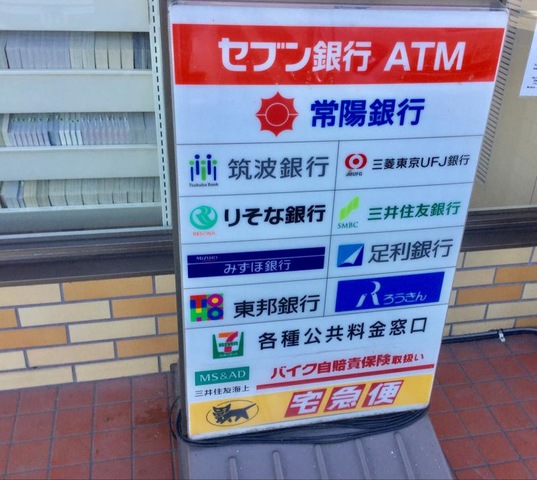 セブン銀行 ATM
常陽銀行
筑波銀行
Tsukuba Bank
三菱東京UFJ銀行
MUFG
りそな銀行
RESONA
三井住友銀行
SMBC
MIZUHO
みずほ銀行
足利銀行
TOHO
東邦銀行
Rろうきん
7
各種公共料金窓口
MS&AD
三井住友海上
バイク自賠責保険取扱い
宅急便